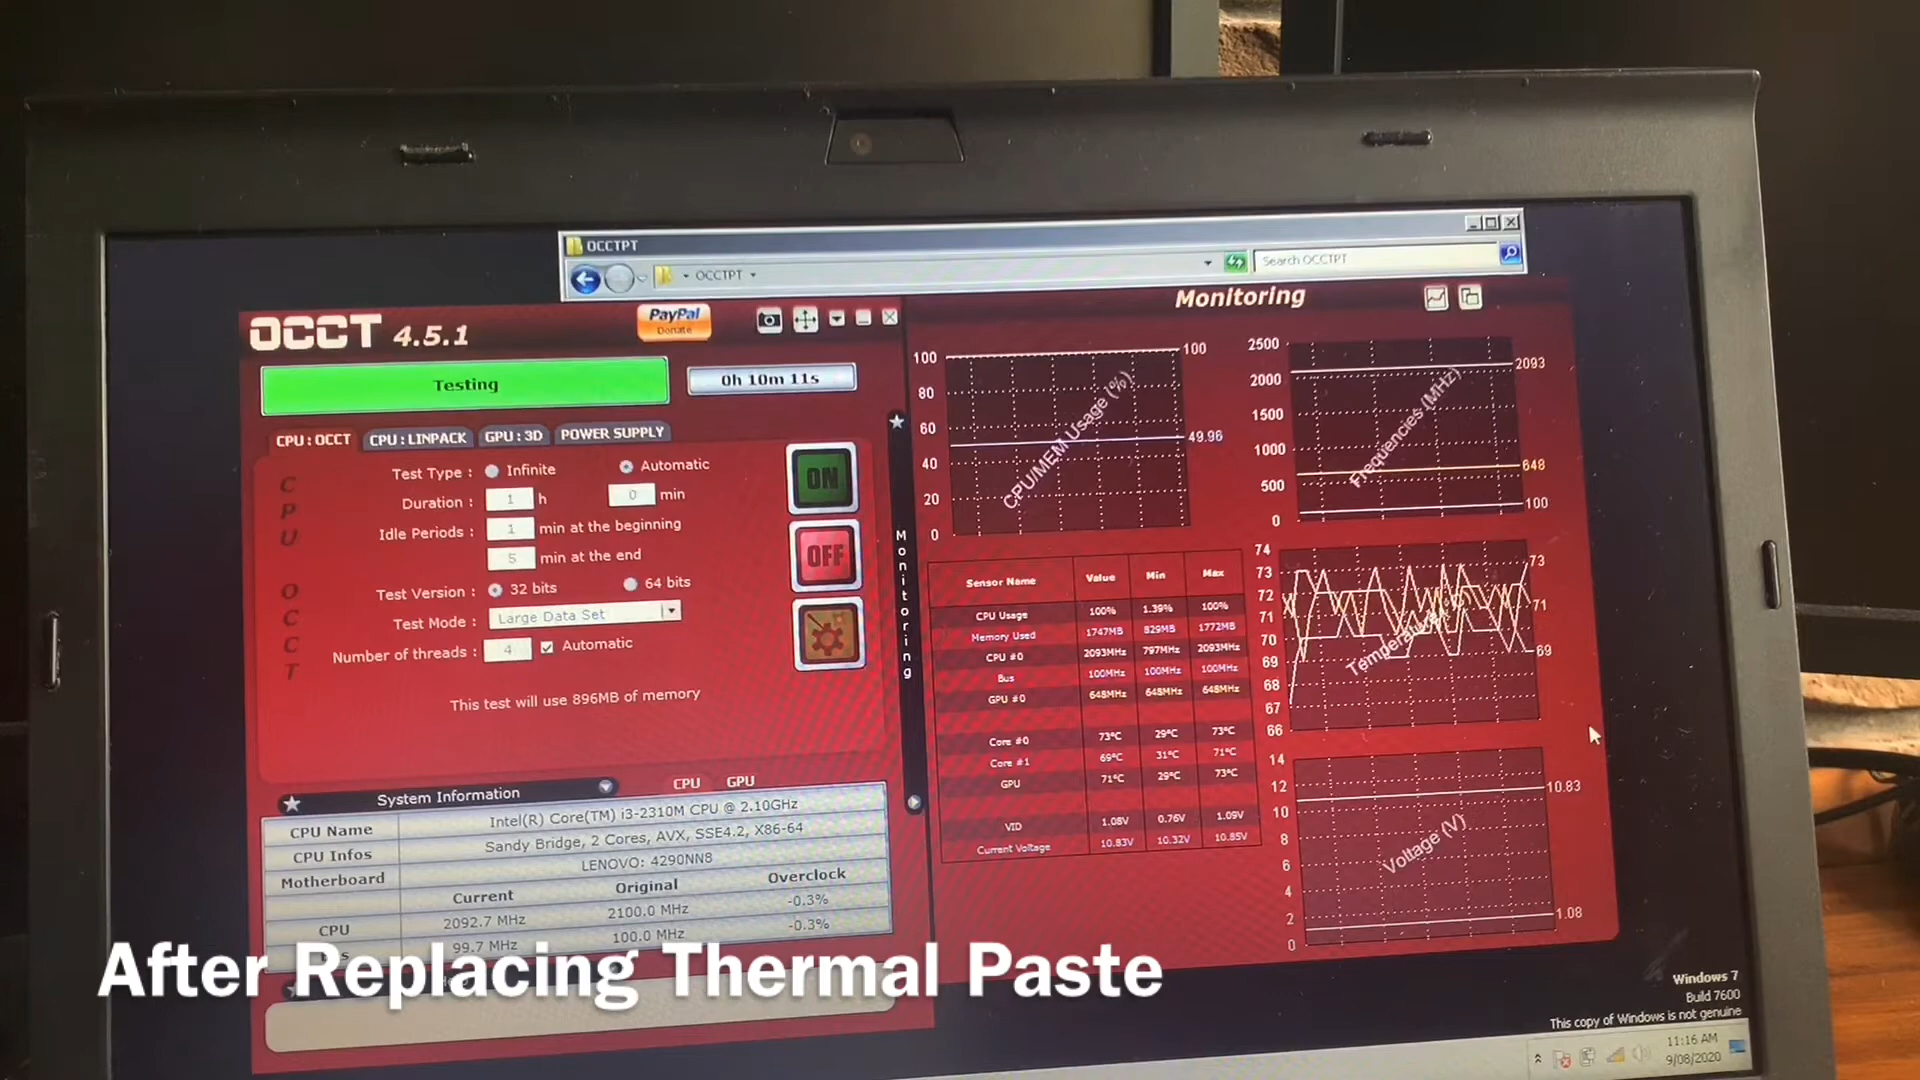 OCCTPT
OCCTPT
Search OCCTPT
OCCT 4.5.1
PayPal
Donate
Testing
0h 10m 11s
CPU : OCCT
CPU : LINPACK
GPU : 3D
POWER SUPPLY
CPU OCCT
Test Type : Infinite Automatic
Duration : 1 h 0 min
Idle Periods : 1 min at the beginning
5 min at the end
Test Version : 32 bits 64 bits
Test Mode : Large Data Set
Number of threads : 4 Automatic
This test will use 896MB of memory
ON
OFF
System Information
CPU GPU
CPU Name Intel(R) Core(TM) i3-2310M CPU @ 2.10GHz
CPU Infos Sandy Bridge, 2 Cores, AVX, SSE4.2, X86-64
Motherboard LENOVO: 4290NN8
Current Original Overclock
CPU 2092.7 MHz 2100.0 MHz -0.3%
99.7 MHz 100.0 MHz -0.3%
Monitoring
Monitoring
100
80
60
40
20
0
CPU/MEM Usage (%)
100
49.96
2500
2000
1500
1000
500
0
Frequencies (MHz)
2093
648
100
Sensor Name Value Min Max
CPU Usage 100% 1.39% 100%
Memory Used 1747MB 829MB 1772MB
CPU #0 2093MHz 797MHz 2093MHz
Bus 100MHz 100MHz 100MHz
GPU #0 648MHz 648MHz 648MHz
Core #0 73°C 29°C 73°C
Core #1 69°C 31°C 71°C
GPU 71°C 29°C 73°C
VID 1.08V 0.76V 1.09V
Current Voltage 10.83V 10.32V 10.85V
74
73
72
71
70
69
68
67
66
73
71
69
14
12
10
8
6
4
2
0
Voltage (V)
10.83
1.08
After Replacing Thermal Paste
Windows 7
Build 7600
This copy of Windows is not genuine
11:16 AM
9/08/2020